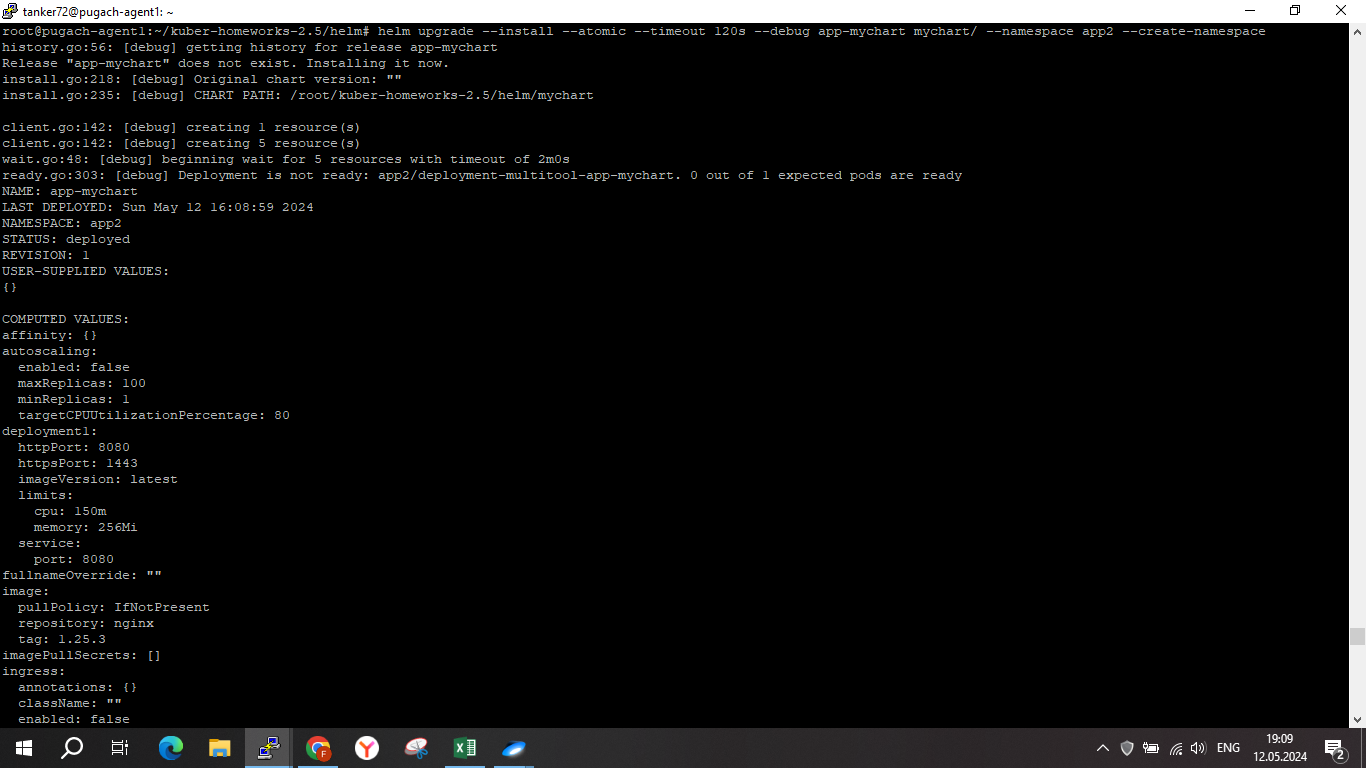 tanker72@pugach-agent1: ~
root@pugach-agent1:~/kuber-homeworks-2.5/helm# helm upgrade --install --atomic --timeout 120s --debug app-mychart mychart/ --namespace app2 --create-namespace
history.go:56: [debug] getting history for release app-mychart
Release "app-mychart" does not exist. Installing it now.
install.go:218: [debug] Original chart version: ""
install.go:235: [debug] CHART PATH: /root/kuber-homeworks-2.5/helm/mychart

client.go:142: [debug] creating 1 resource(s)
client.go:142: [debug] creating 5 resource(s)
wait.go:48: [debug] beginning wait for 5 resources with timeout of 2m0s
ready.go:303: [debug] Deployment is not ready: app2/deployment-multitool-app-mychart. 0 out of 1 expected pods are ready
NAME: app-mychart
LAST DEPLOYED: Sun May 12 16:08:59 2024
NAMESPACE: app2
STATUS: deployed
REVISION: 1
USER-SUPPLIED VALUES:
{}

COMPUTED VALUES:
affinity: {}
autoscaling:
  enabled: false
  maxReplicas: 100
  minReplicas: 1
  targetCPUUtilizationPercentage: 80
deployment1:
  httpPort: 8080
  httpsPort: 1443
  imageVersion: latest
  limits:
    cpu: 150m
    memory: 256Mi
  service:
    port: 8080
fullnameOverride: ""
image:
  pullPolicy: IfNotPresent
  repository: nginx
  tag: 1.25.3
imagePullSecrets: []
ingress:
  annotations: {}
  className: ""
  enabled: false
ENG
19:09
12.05.2024
2